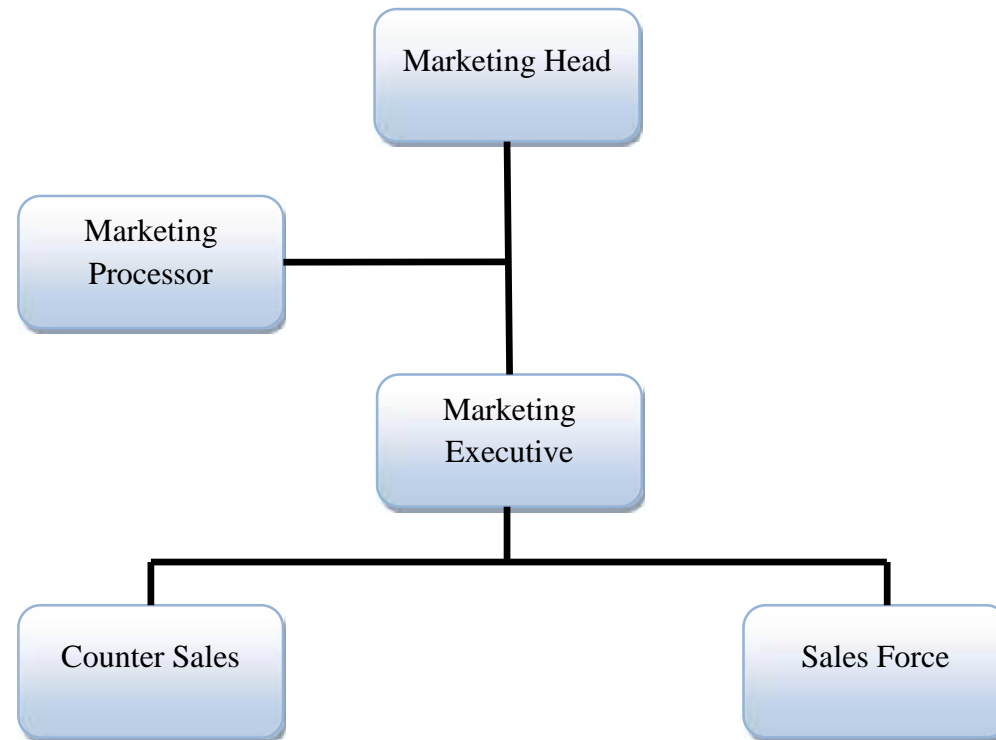 Marketing Head
Marketing
Processor
Marketing
Executive
Counter Sales
Sales Force